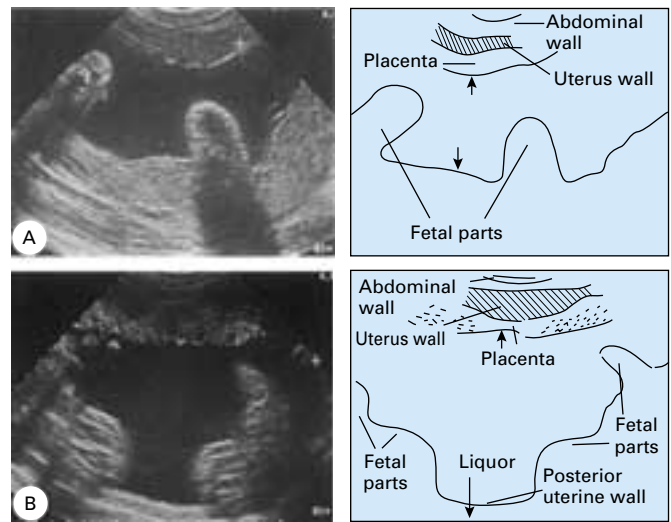 Abdominal
wall
Placenta
Uterus wall
Fetal parts
A
Abdominal
wall
Uterus wall
Placenta
Fetal
parts
Fetal
parts
Liquor
Posterior
uterine wall
B